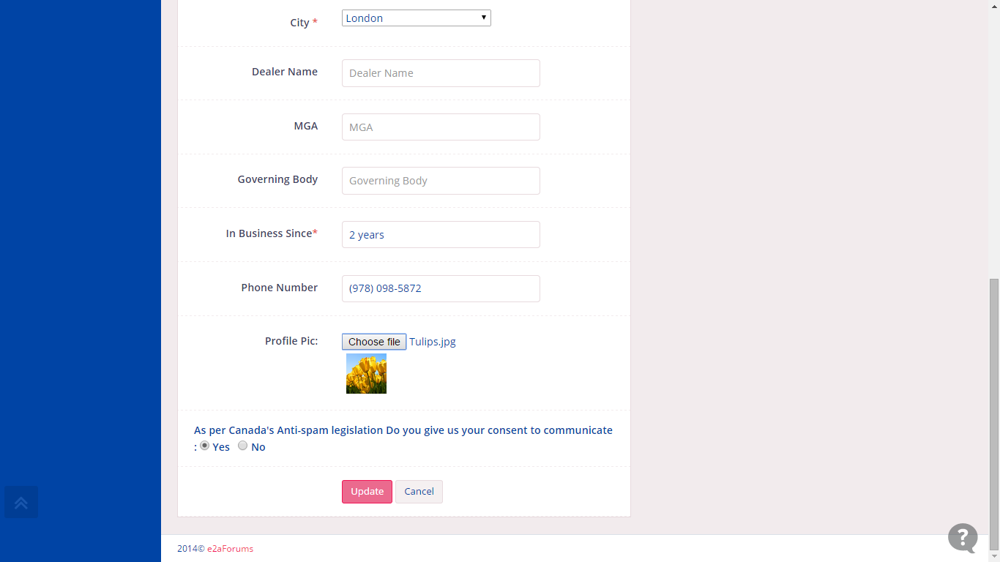 City *
London
Dealer Name
Dealer Name
MGA
MGA
Governing Body
Governing Body
In Business Since*
2 years
Phone Number
(978) 098-5872
Profile Pic:
Choose file Tulips.jpg
As per Canada's Anti-spam legislation Do you give us your consent to communicate
: Yes No
Update Cancel
?
2014© e2aForums